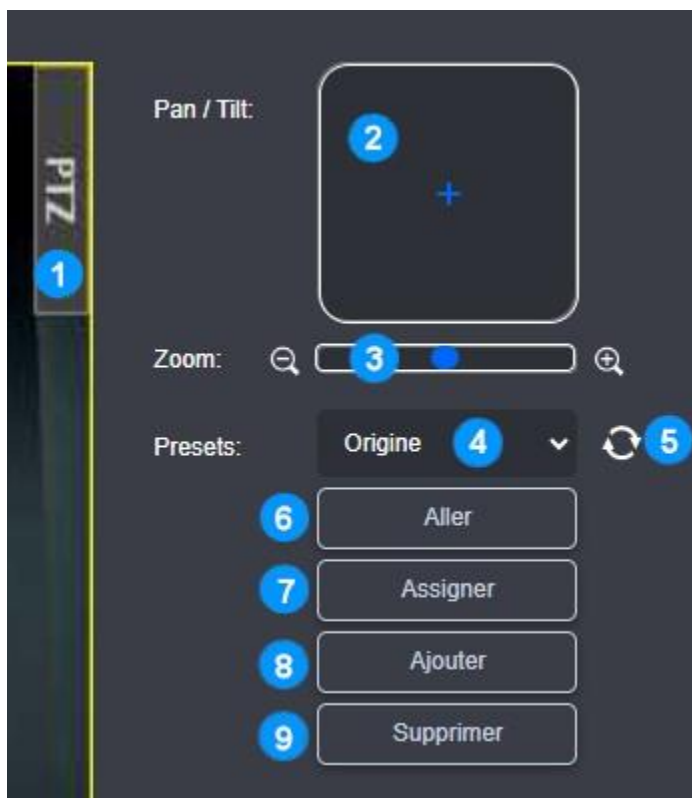 PTZ
1
Pan / Tilt:
2
Zoom:
3
Presets:
Origine 4
5
6 Aller
7 Assigner
8 Ajouter
9 Supprimer